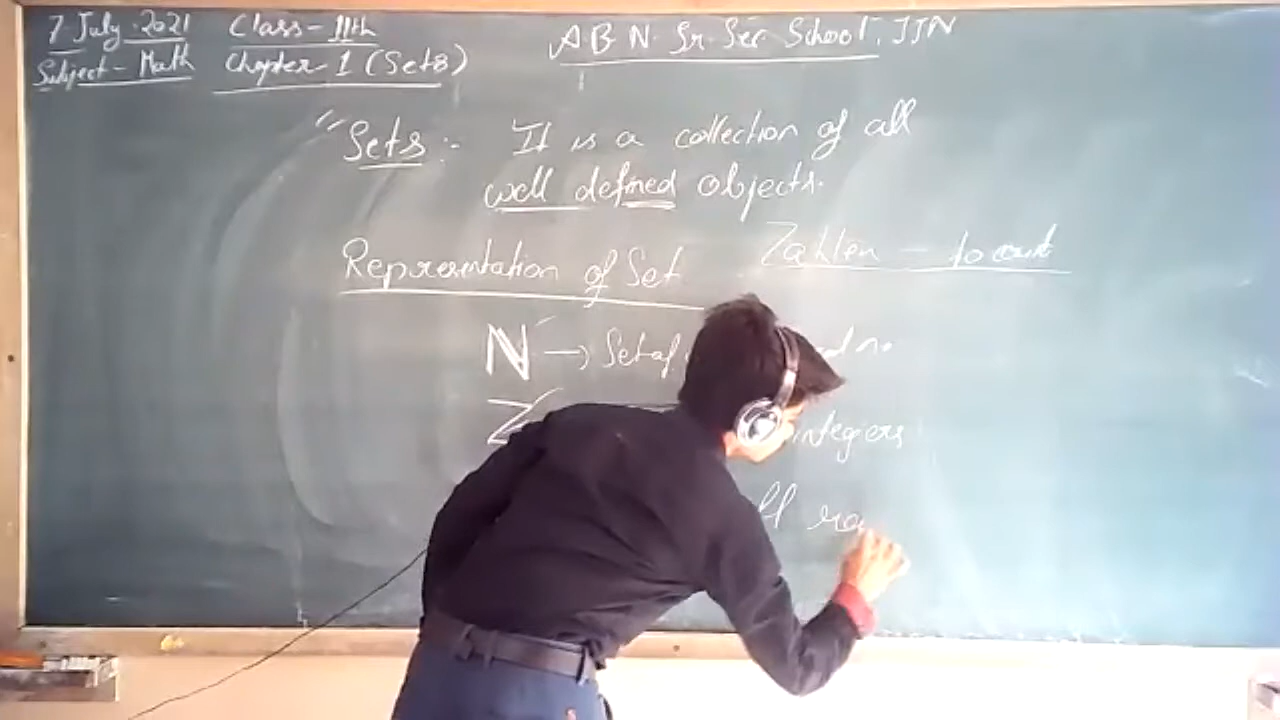 7 July 2021 Class-11th
A B N. Sr. Sec School, JJN
Subject - Math Chapter-1 (Sets)
"Sets :- It is a collection of all
well defined objects.
Zahlen - to count
Representation of Set
N → Set of no.
Z integers